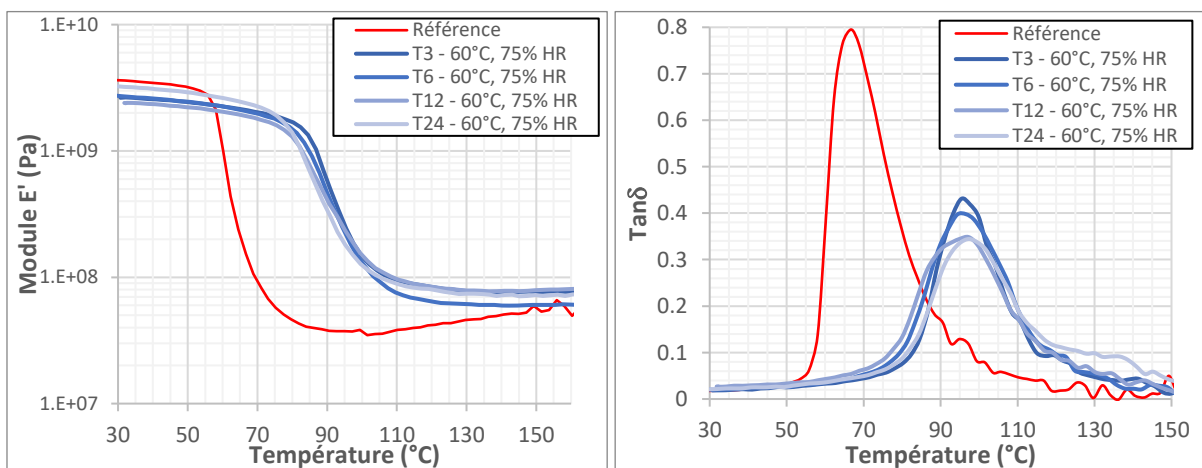 1.E+10
1.E+09
1.E+08
1.E+07
Module E' (Pa)
30 50 70 90 110 130 150
Température (°C)
Référence
T3 - 60°C, 75% HR
T6 - 60°C, 75% HR
T12 - 60°C, 75% HR
T24 - 60°C, 75% HR
0.8
0.7
0.6
0.5
0.4
0.3
0.2
0.1
0
Tanδ
30 50 70 90 110 130 150
Température (°C)
Référence
T3 - 60°C, 75% HR
T6 - 60°C, 75% HR
T12 - 60°C, 75% HR
T24 - 60°C, 75% HR